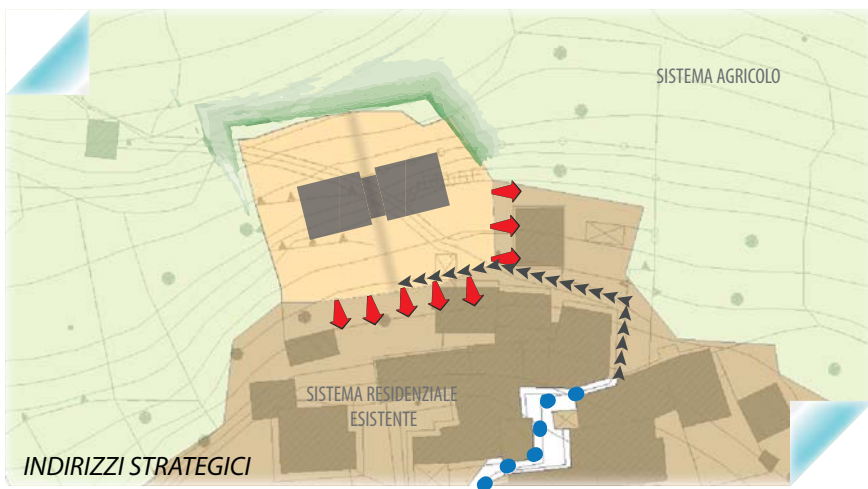 SISTEMA AGRICOLO
SISTEMA RESIDENZIALE
ESISTENTE
INDIRIZZI STRATEGICI